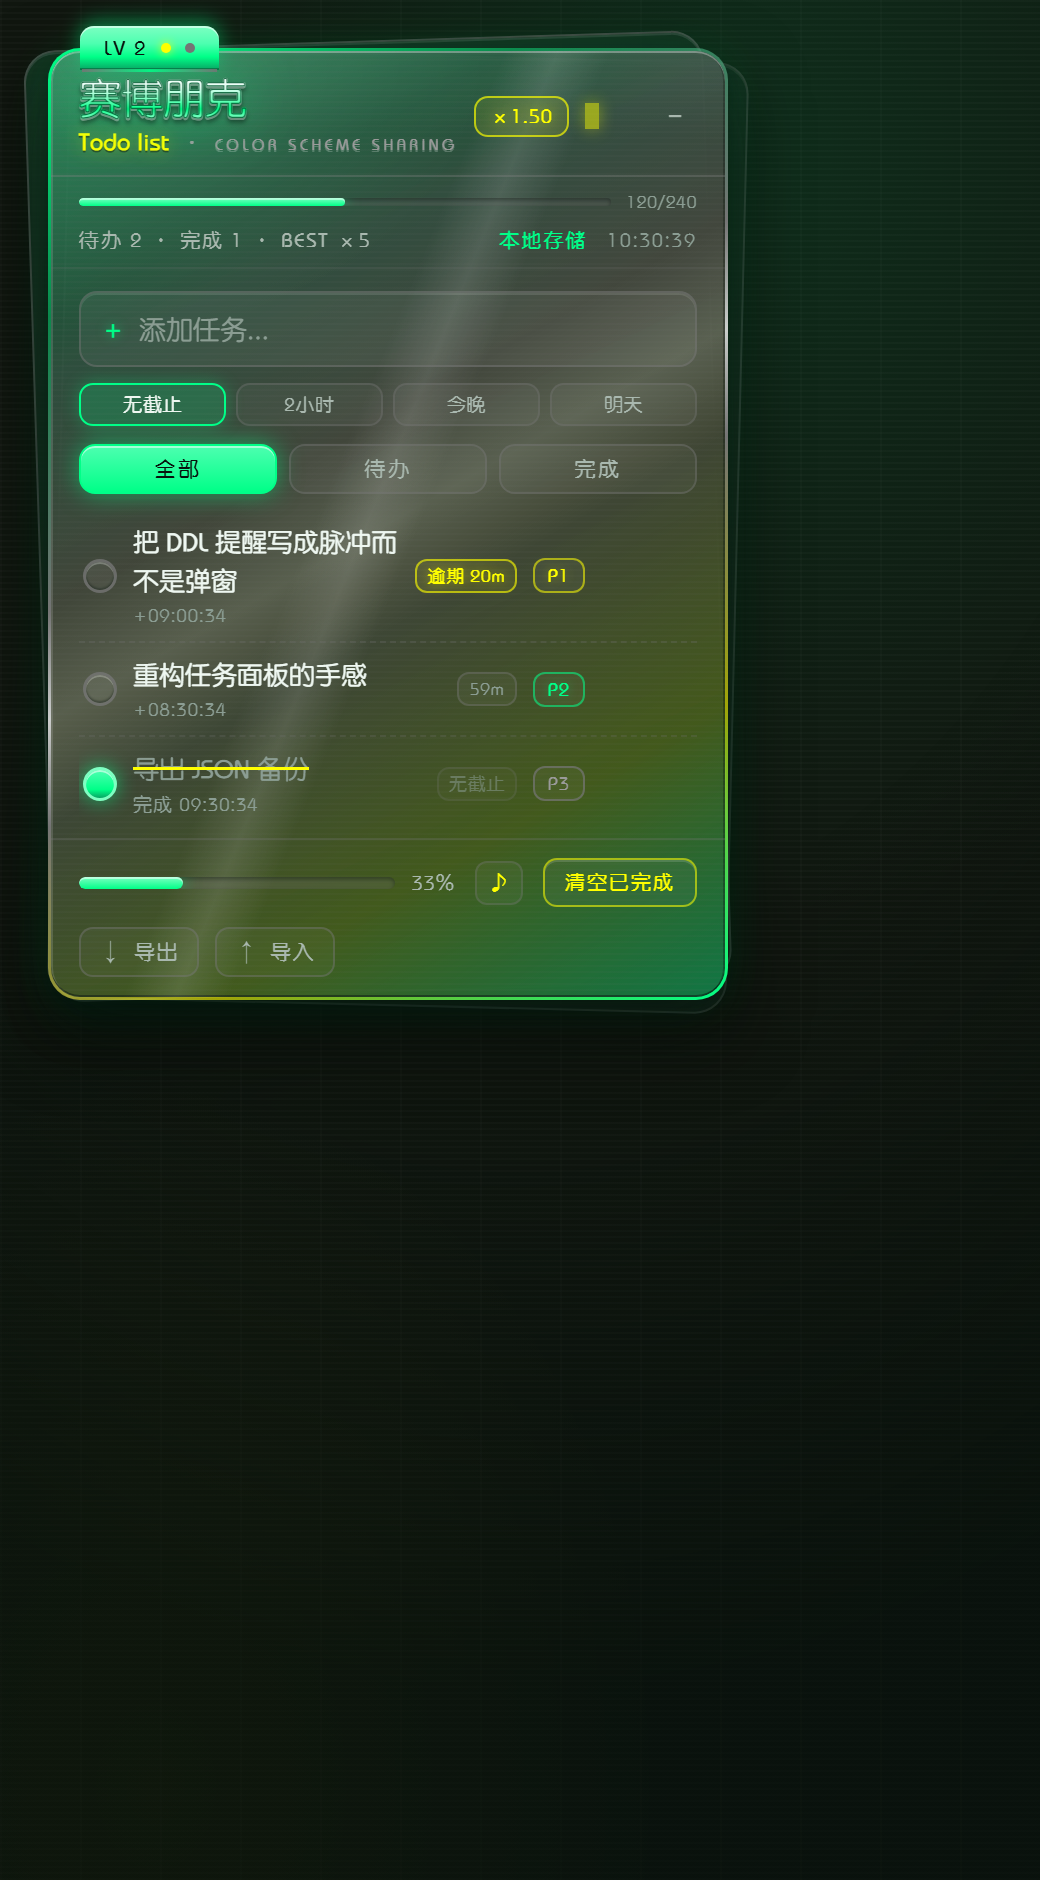 LV 2
赛博朋克
Todo list · COLOR SCHEME SHARING
×1.50
120/240
待办 2 · 完成 1 · BEST ×5
本地存储 10:30:39
+ 添加任务...
无截止 2小时 今晚 明天
全部 待办 完成
把 DDL 提醒写成脉冲而
不是弹窗
+09:00:34
逾期 20m P1
重构任务面板的手感
+08:30:34
59m P2
导出 JSON 备份
完成 09:30:34
无截止 P3
33% ♪ 清空已完成
↓ 导出 ↑ 导入